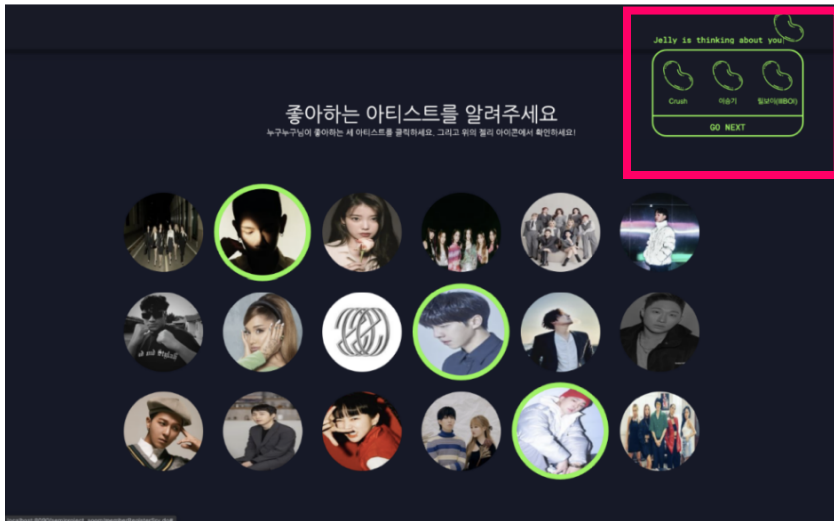 Jelly is thinking about you!
Crush
이승기
릴보이(lIlBOI)
GO NEXT
좋아하는 아티스트를 알려주세요
누구누구님이 좋아하는 세 아티스트를 클릭하세요. 그리고 위의 젤리 아이콘에서 확인하세요!